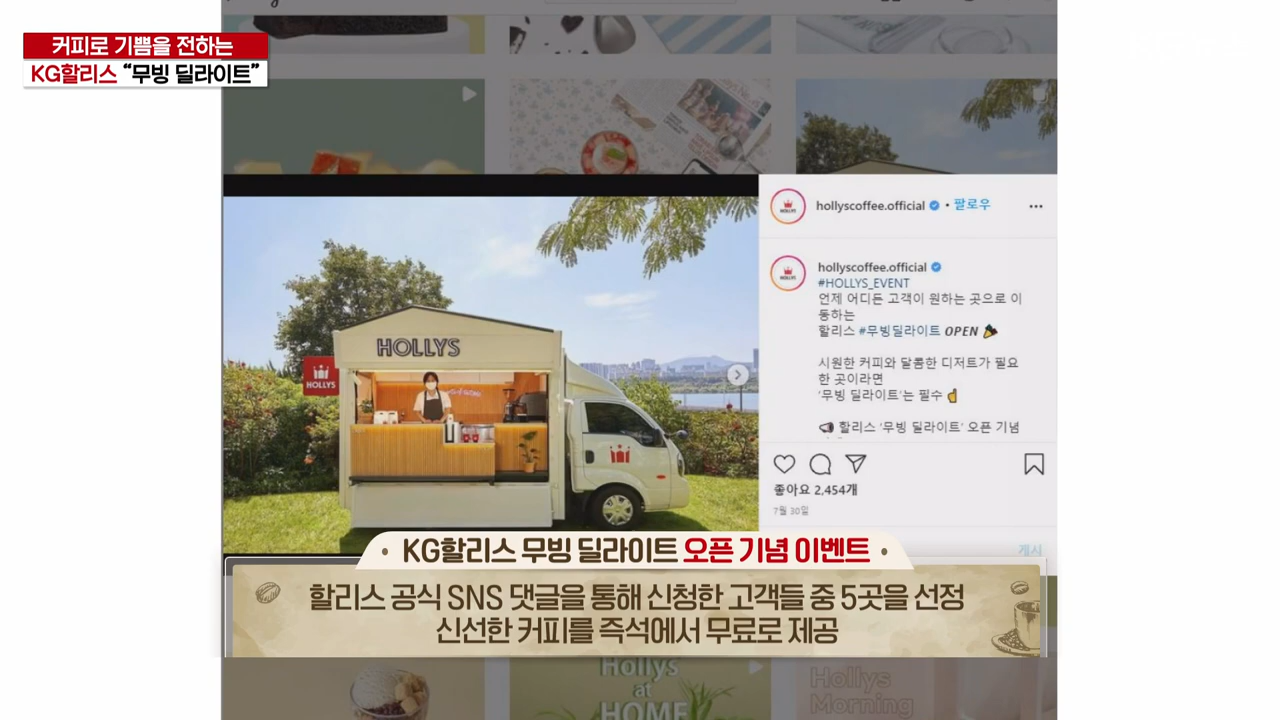 커피로 기쁨을 전하는
KG할리스 “무빙 딜라이트”
HOLLYS
HOLLYS
hollyscoffee.official • 팔로우
hollyscoffee.official
#HOLLYS_EVENT
언제 어디든 고객이 원하는 곳으로 이
동하는
할리스 #무빙딜라이트 OPEN
시원한 커피와 달콤한 디저트가 필요
한 곳이라면
‘무빙 딜라이트’는 필수
할리스 ‘무빙 딜라이트’ 오픈 기념
좋아요 2,454개
7월 30일
게시
• KG할리스 무빙 딜라이트 오픈 기념 이벤트 •
할리스 공식 SNS 댓글을 통해 신청한 고객들 중 5곳을 선정
신선한 커피를 즉석에서 무료로 제공
Hollys
at
HOME
Hollys
Morning